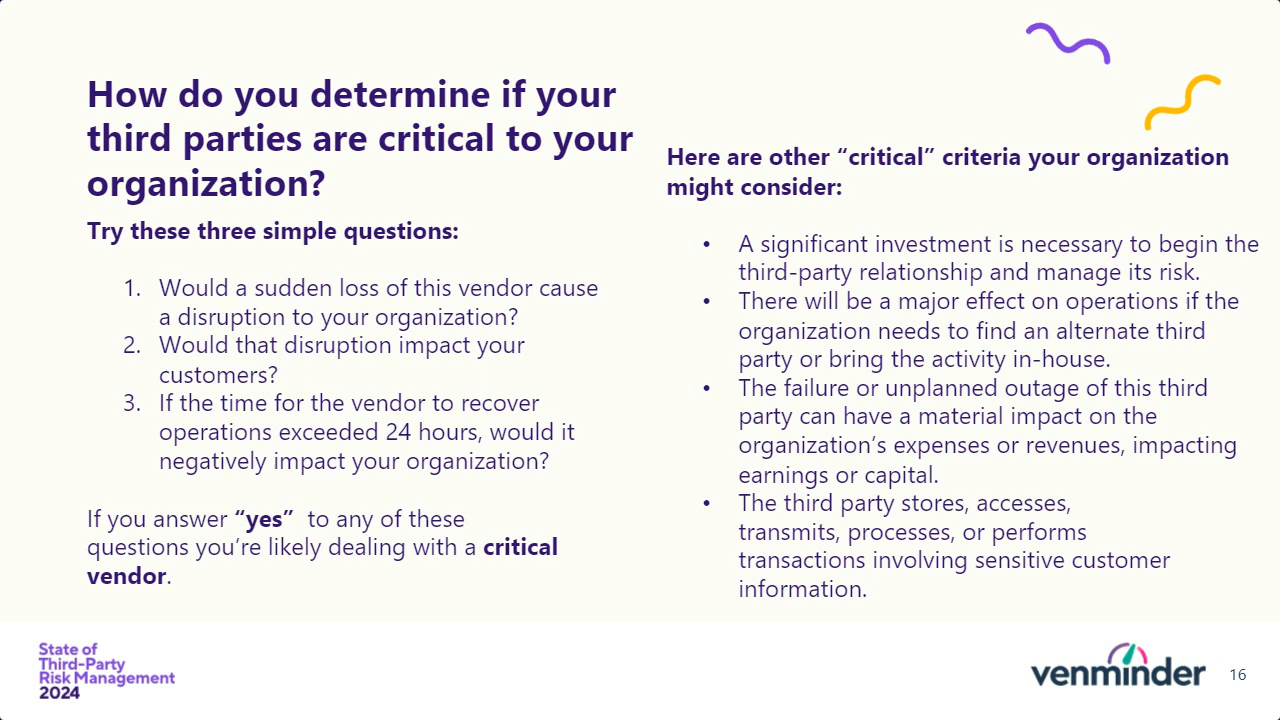 How do you determine if your
third parties are critical to your
organization?
Try these three simple questions:
1. Would a sudden loss of this vendor cause
a disruption to your organization?
2. Would that disruption impact your
customers?
3. If the time for the vendor to recover
operations exceeded 24 hours, would it
negatively impact your organization?
If you answer “yes” to any of these
questions you’re likely dealing with a critical
vendor.
Here are other “critical” criteria your organization
might consider:
• A significant investment is necessary to begin the
third-party relationship and manage its risk.
• There will be a major effect on operations if the
organization needs to find an alternate third
party or bring the activity in-house.
• The failure or unplanned outage of this third
party can have a material impact on the
organization’s expenses or revenues, impacting
earnings or capital.
• The third party stores, accesses,
transmits, processes, or performs
transactions involving sensitive customer
information.
State of
Third-Party
Risk Management
2024
venminder
16